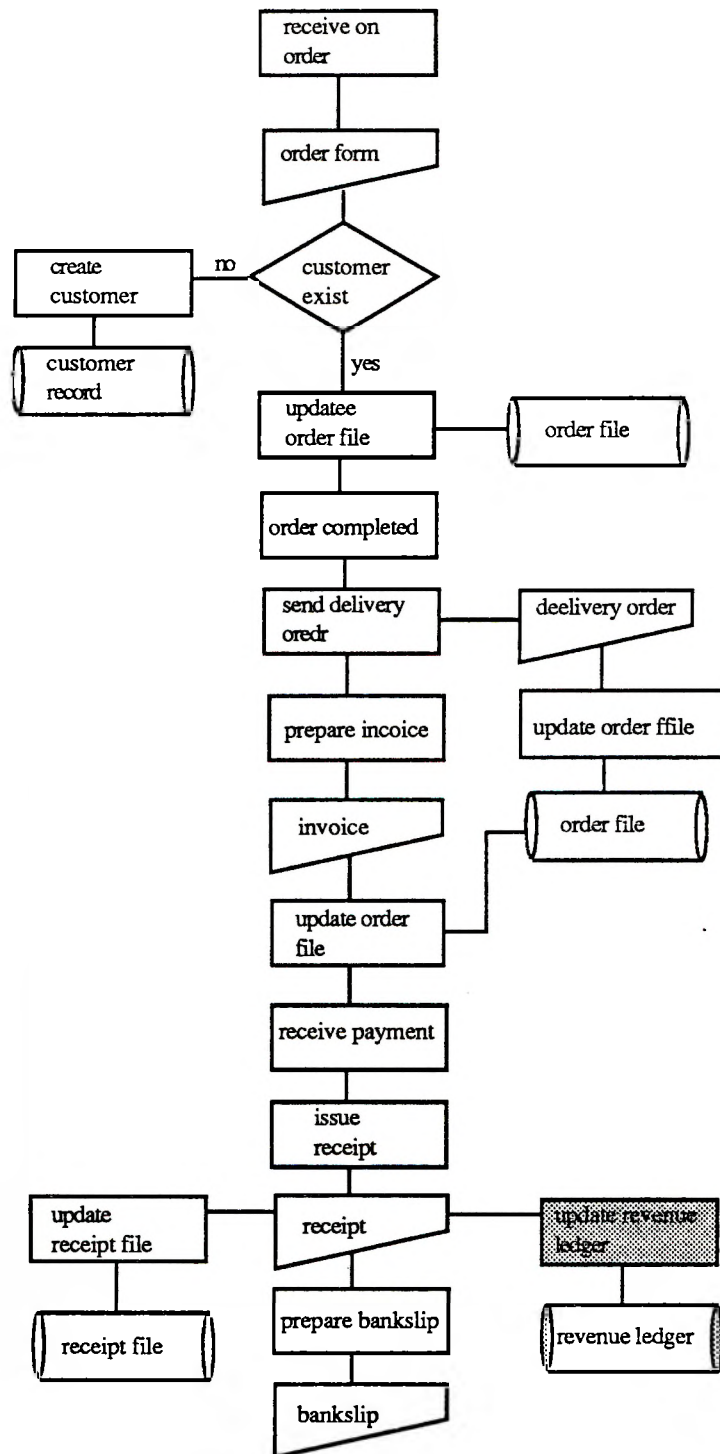 receive on
order
order form
no
customer
exist
create
customer
customer
record
yes
updatee
order file
order file
order completed
send delivery
oredr
deelivery order
prepare incoice
update order ffile
invoice
order file
update order
file
receive payment
issue
receipt
update
receipt file
receipt
update revenue
ledger
prepare bankslip
receipt file
revenue ledger
bankslip